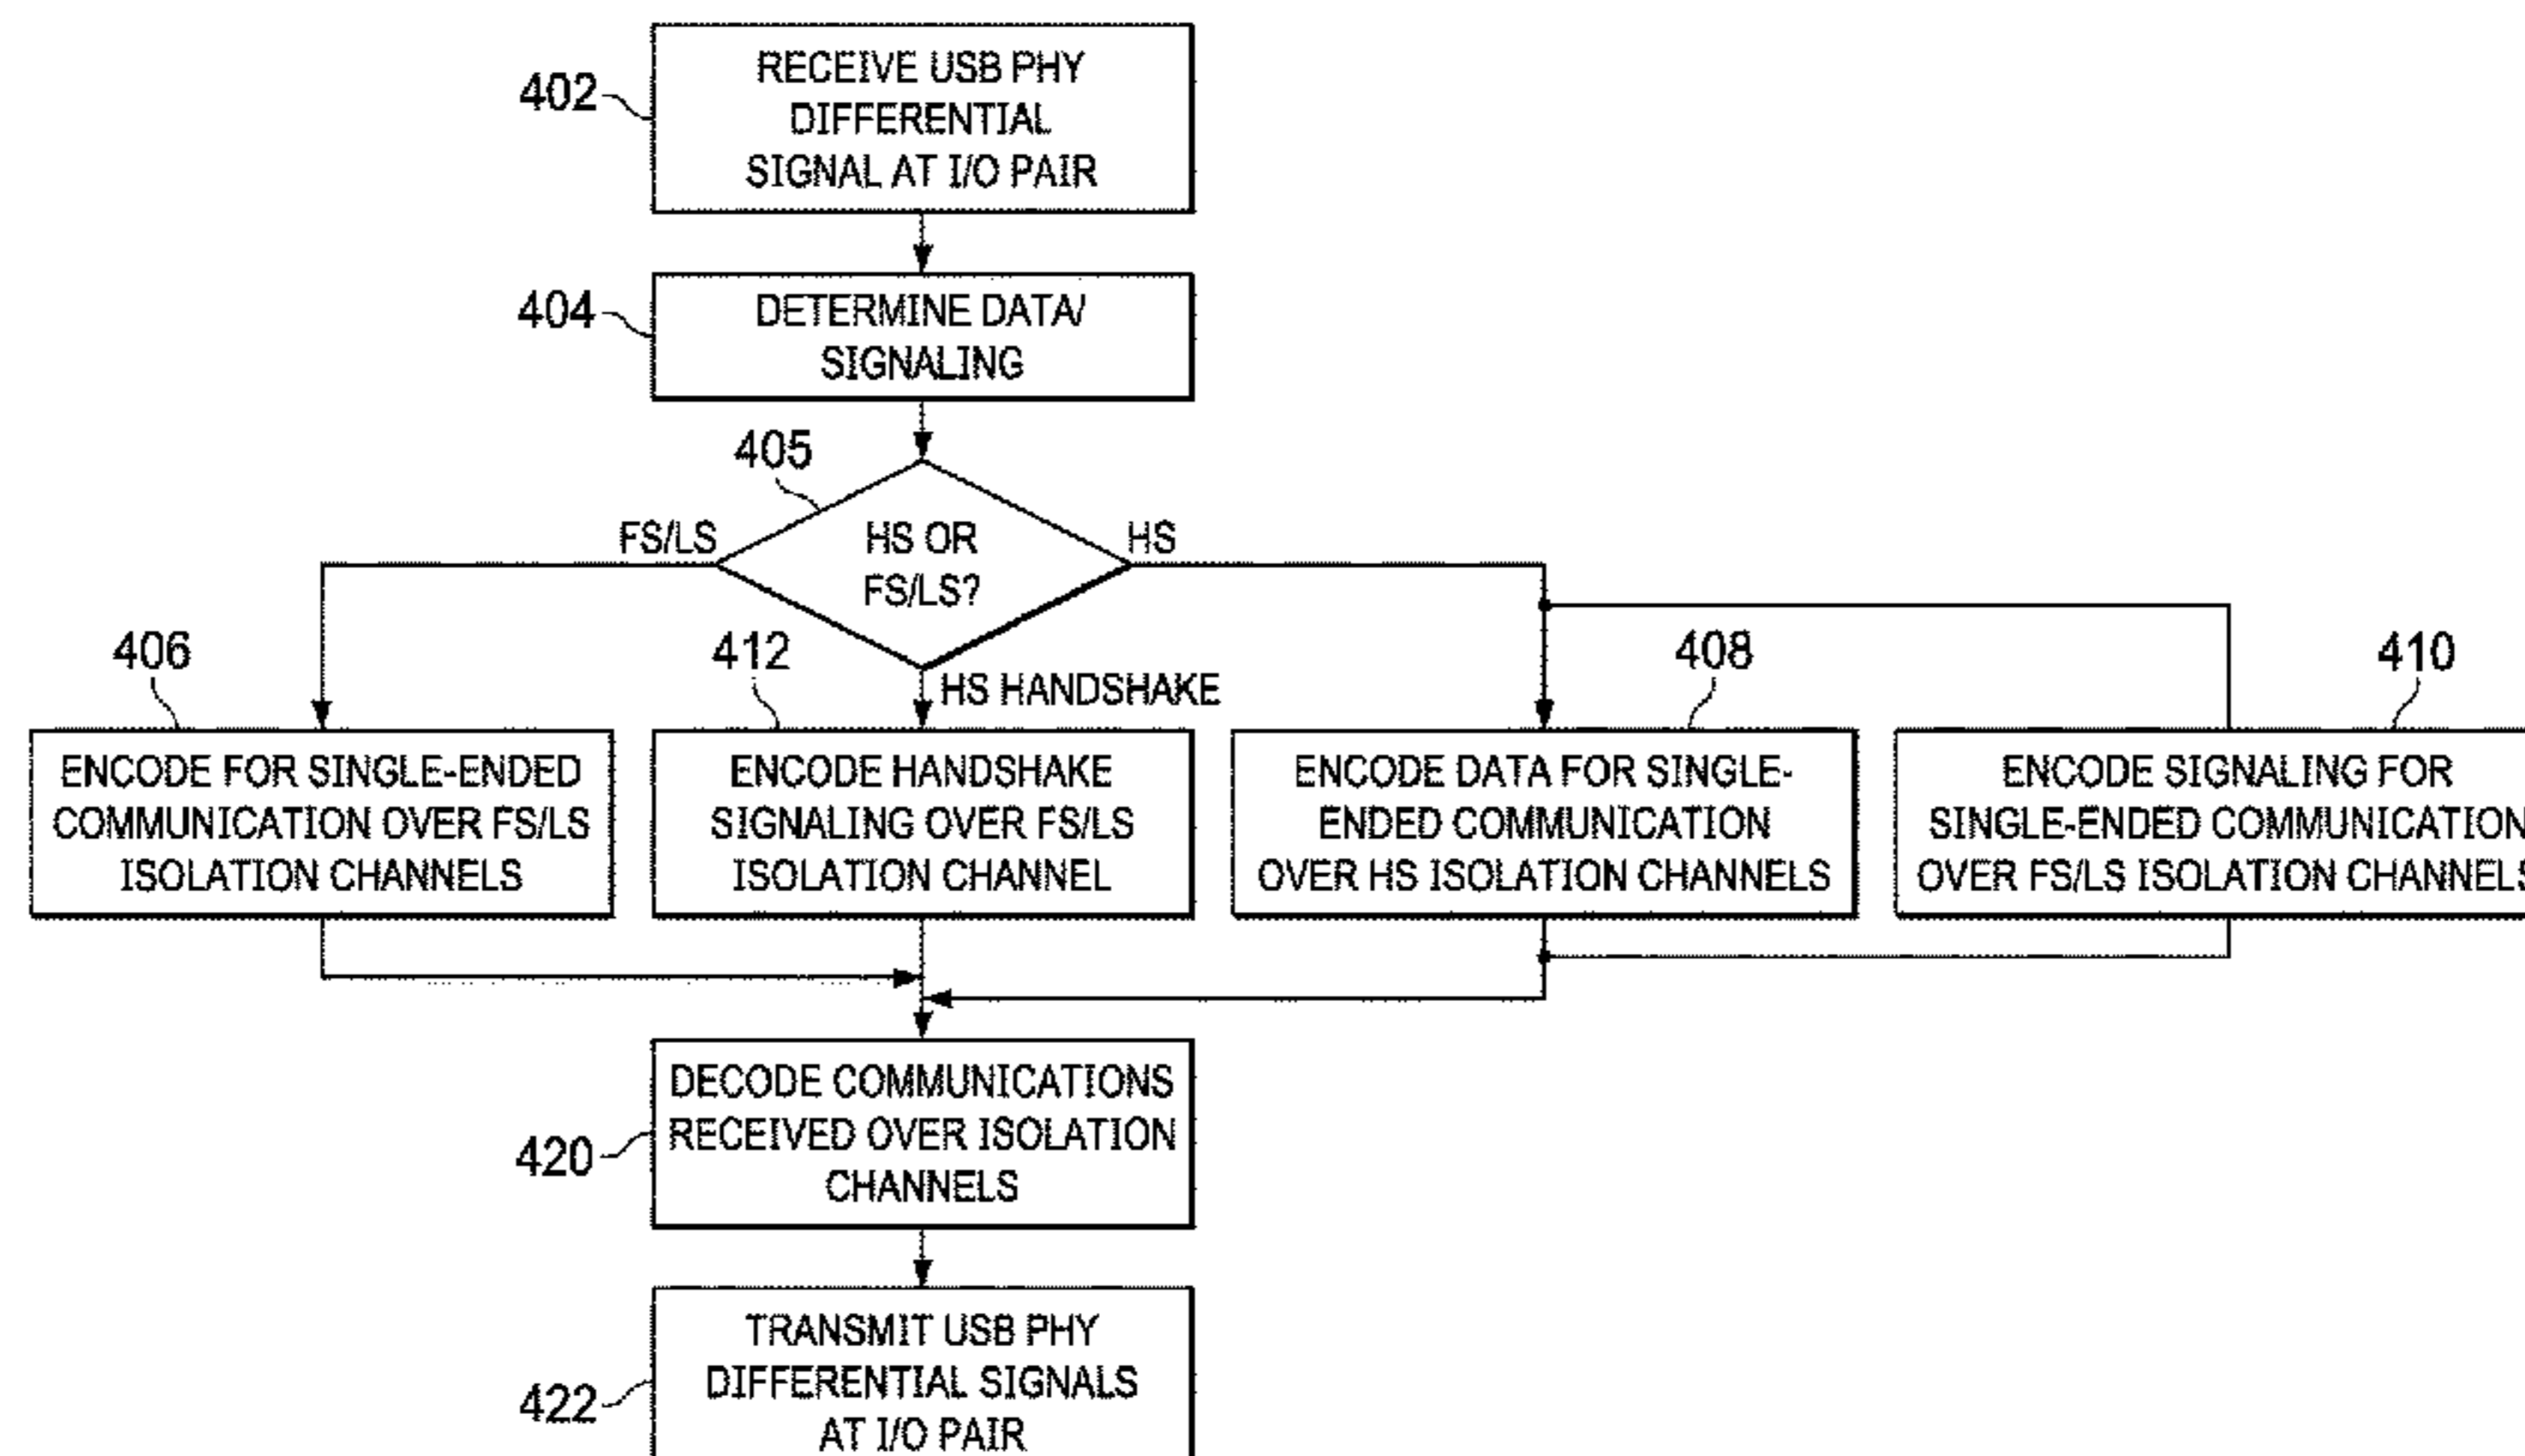 402
RECEIVE USB PHY
DIFFERENTIAL
SIGNAL AT I/O PAIR
404
DETERMINE DATA/
SIGNALING
405
FS/LS
HS OR
FS/LS?
HS
HS HANDSHAKE
406
ENCODE FOR SINGLE-ENDED
COMMUNICATION OVER FS/LS
ISOLATION CHANNELS
412
ENCODE HANDSHAKE
SIGNALING OVER FS/LS
ISOLATION CHANNEL
408
ENCODE DATA FOR SINGLE-
ENDED COMMUNICATION
OVER HS ISOLATION CHANNELS
410
ENCODE SIGNALING FOR
SINGLE-ENDED COMMUNICATION
OVER FS/LS ISOLATION CHANNELS
420
DECODE COMMUNICATIONS
RECEIVED OVER ISOLATION
CHANNELS
422
TRANSMIT USB PHY
DIFFERENTIAL SIGNALS
AT I/O PAIR